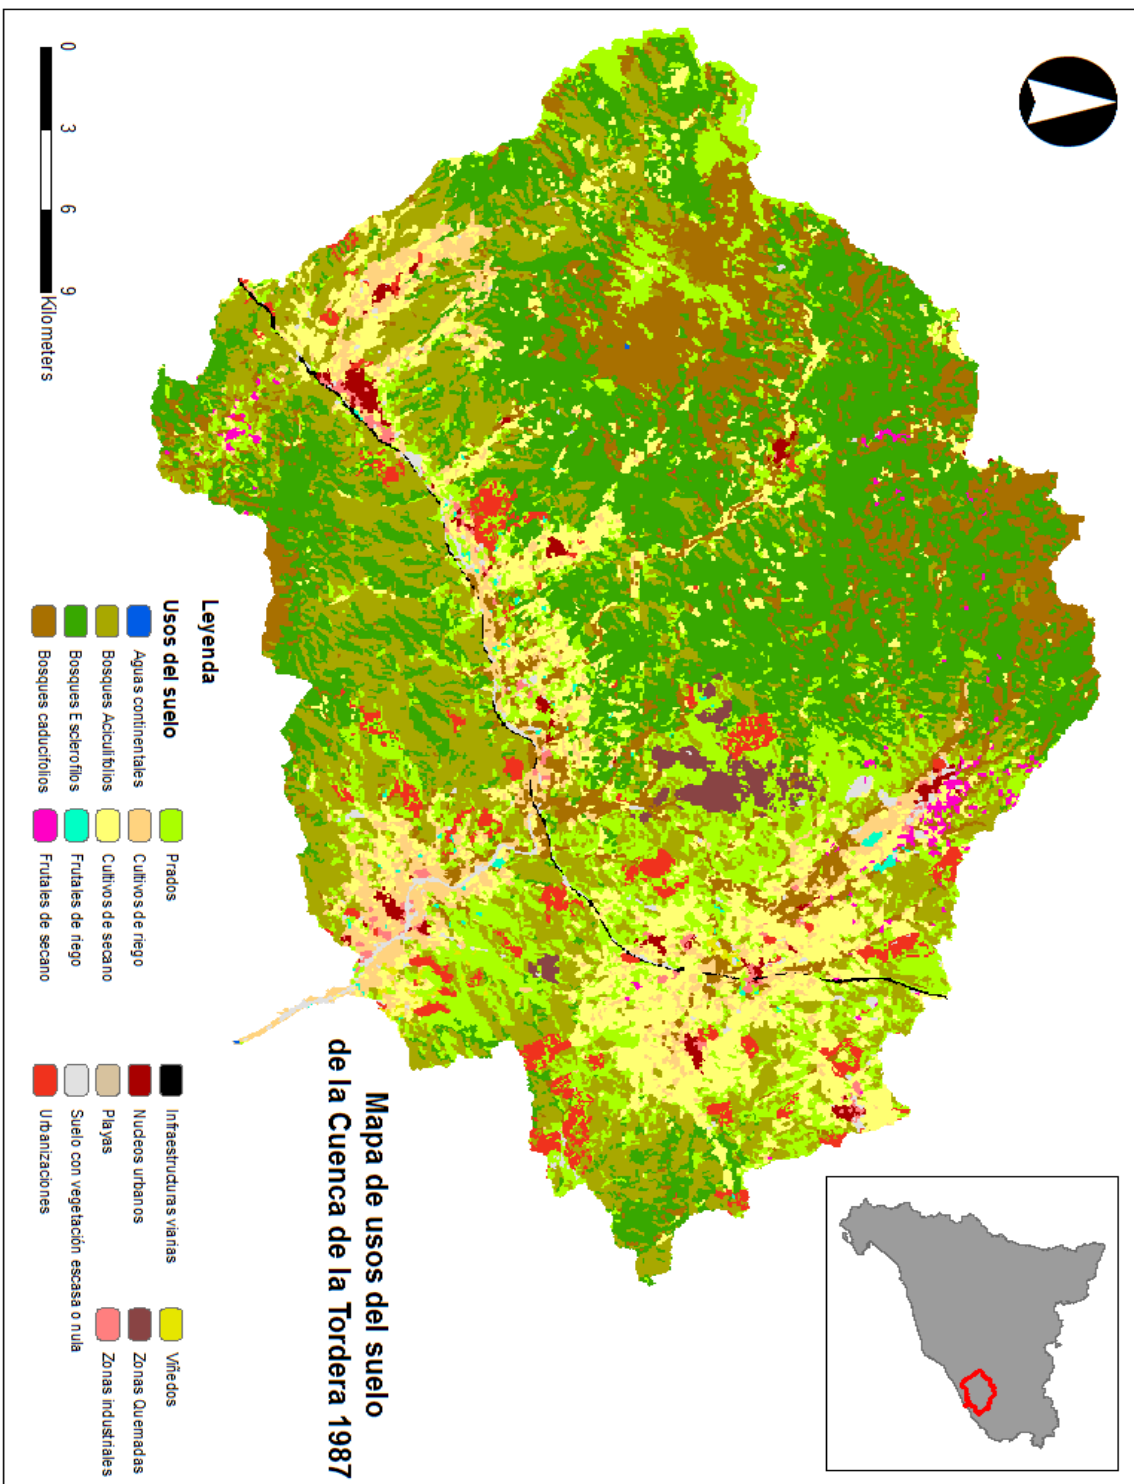 Mapa de usos del suelo
de la Cuenca de la Tordera 1987
Leyenda
Usos del suelo
Aguas continentales
Bosques Aciculifolios
Bosques Esclerofilos
Bosques caducifolios
Prados
Cultivos de riego
Cultivos de secano
Frutales de riego
Frutales de secano
Infraestructuras viarias
Nucleos urbanos
Playas
Suelo con vegetación escasa o nula
Urbanizaciones
Viñedos
Zonas Quemadas
Zonas industriales
0 3 6 9
Kilometers